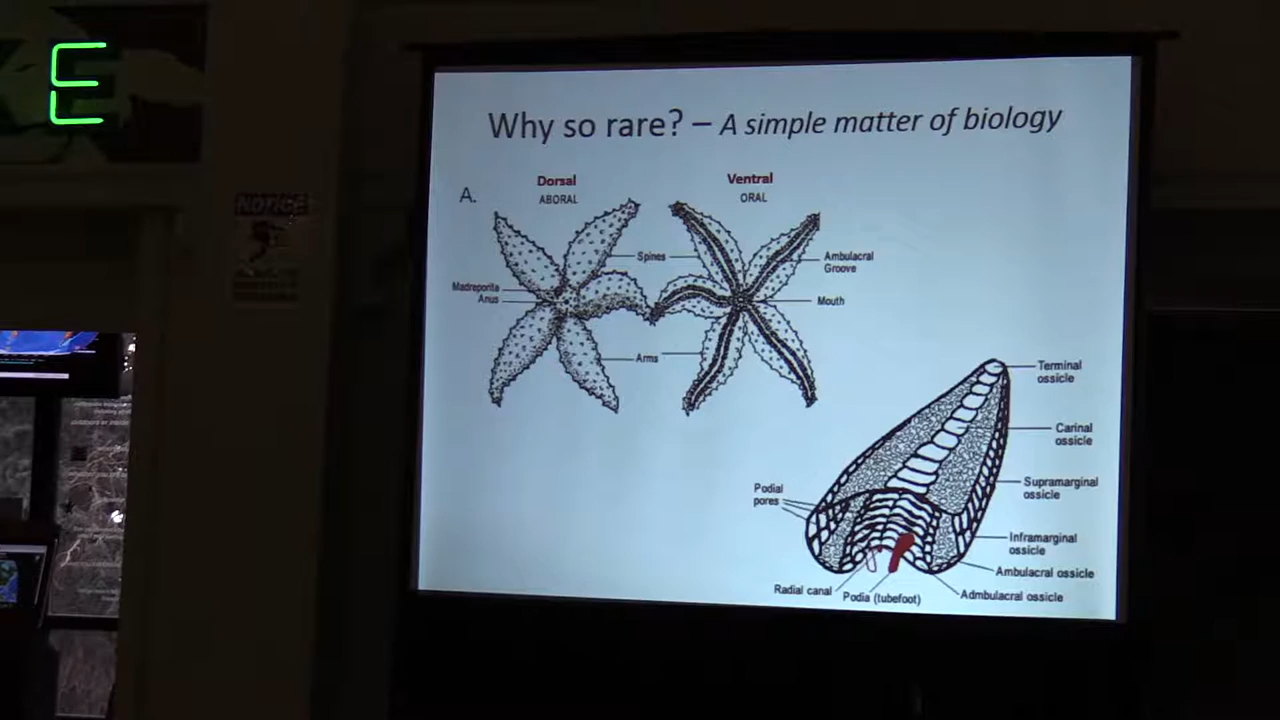 E
NOTICE
Why so rare? – A simple matter of biology
A.
Dorsal
ABORAL
Ventral
ORAL
Spines
Ambulacral
Groove
Madreporite
Anus
Mouth
Arms
Terminal
ossicle
Carinal
ossicle
Supramarginal
ossicle
Podial
pores
Inframarginal
ossicle
Ambulacral ossicle
Radial canal
Podia (tubefoot)
Admbulacral ossicle